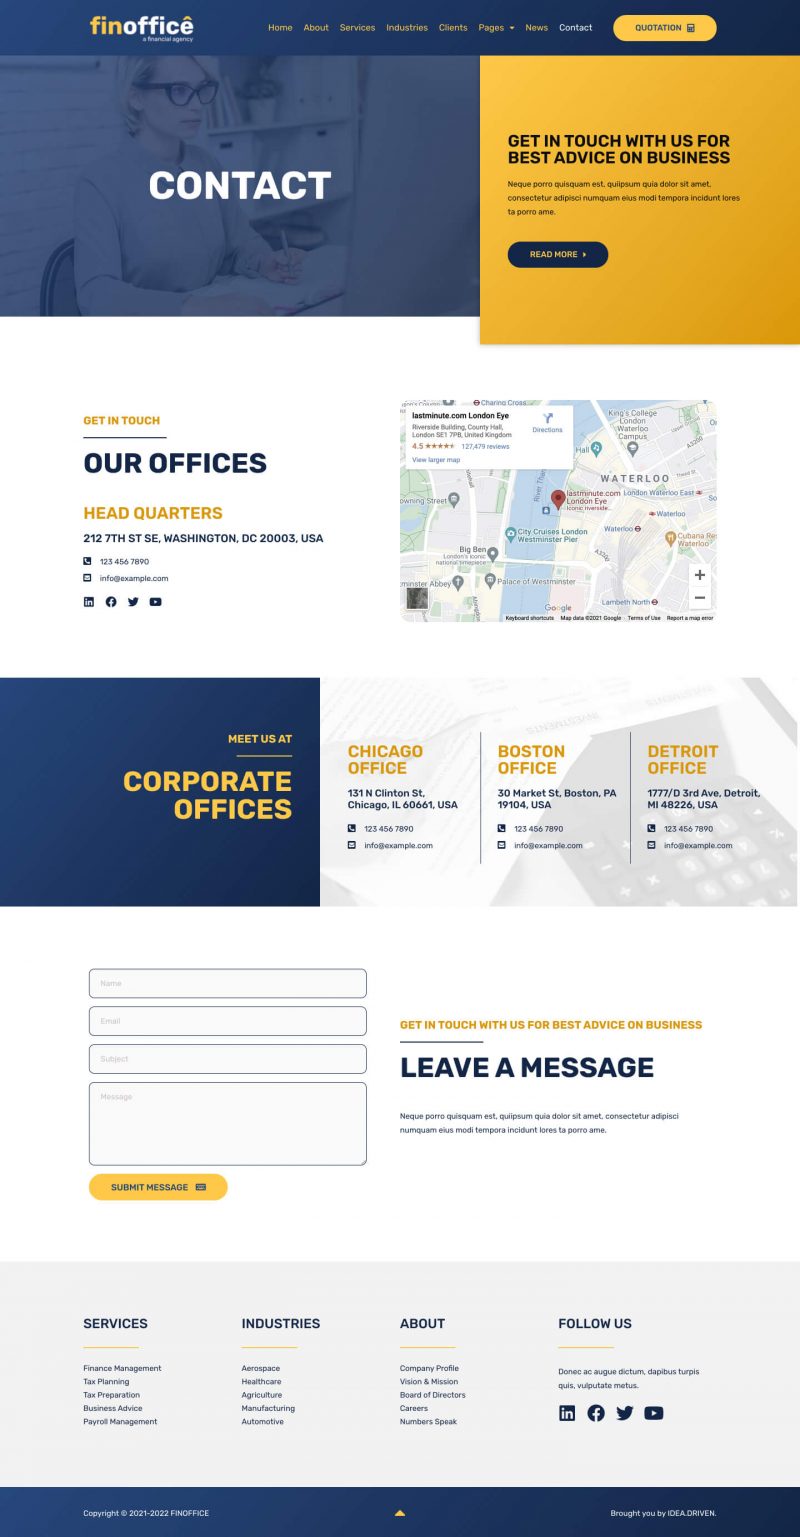 finofficê
a financial agency
Home About Services Industries Clients Pages News Contact
QUOTATION
CONTACT
GET IN TOUCH WITH US FOR
BEST ADVICE ON BUSINESS
Neque porro quisquam est, quiipsum quia dolor sit amet,
consectetur adipisci numquam eius modi tempora incidunt lores
ta porro ame.
READ MORE
GET IN TOUCH
OUR OFFICES
HEAD QUARTERS
212 7TH ST SE, WASHINGTON, DC 20003, USA
123 456 7890
info@example.com
lastminute.com London Eye
Riverside Building, County Hall,
London SE1 7PB, United Kingdom
4.5 127,479 reviews
View larger map
Directions
Charing Cross
King's College
London
Waterloo
Campus
A3200
Hall
WATERLOO
London Waterloo East
River Tham
lastminute.com
London Eye
Iconic riverside...
Waterloo
Waterloo
owning Street
City Cruises London
Westminster Pier
Cubana Res
Waterloo
Big Ben
London's iconic
national timepiece
A3200
minster Abbey
Palace of Westminster
Lambeth North
Google
Keyboard shortcuts Map data ©2021 Google Terms of Use Report a map error
MEET US AT
CORPORATE
OFFICES
INVESTMENTS
CHICAGO
OFFICE
131 N Clinton St,
Chicago, IL 60661, USA
123 456 7890
info@example.com
BOSTON
OFFICE
30 Market St, Boston, PA
19104, USA
123 456 7890
info@example.com
DETROIT
OFFICE
1777/D 3rd Ave, Detroit,
MI 48226, USA
123 456 7890
info@example.com
Name
Email
Subject
Message
SUBMIT MESSAGE
GET IN TOUCH WITH US FOR BEST ADVICE ON BUSINESS
LEAVE A MESSAGE
Neque porro quisquam est, quiipsum quia dolor sit amet, consectetur adipisci
numquam eius modi tempora incidunt lores ta porro ame.
SERVICES
Finance Management
Tax Planning
Tax Preparation
Business Advice
Payroll Management
INDUSTRIES
Aerospace
Healthcare
Agriculture
Manufacturing
Automotive
ABOUT
Company Profile
Vision & Mission
Board of Directors
Careers
Numbers Speak
FOLLOW US
Donec ac augue dictum, dapibus turpis
quis, vulputate metus.
Copyright © 2021-2022 FINOFFICE
Brought you by IDEA.DRIVEN.